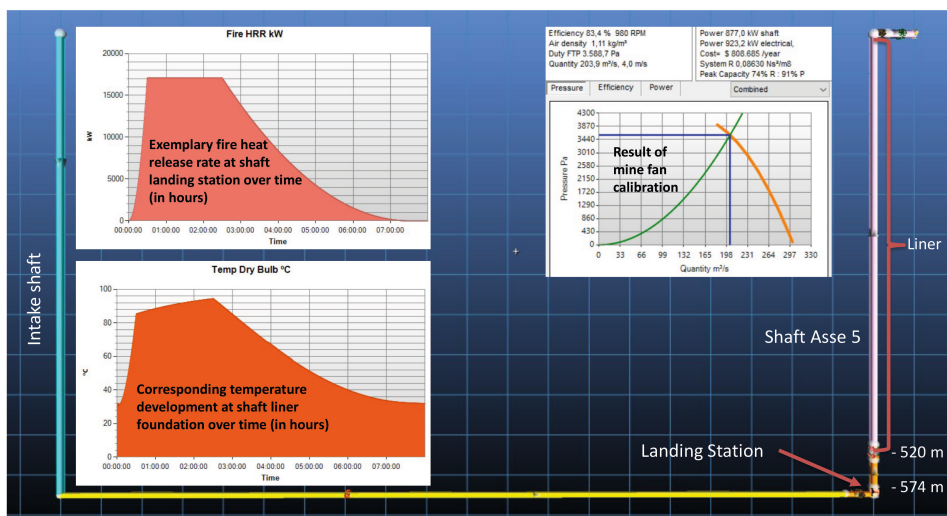 Fire HRR kW
20000
15000
10000
5000
0
kW
Exemplary fire heat
release rate at shaft
landing station over time
(in hours)
00:00:00 01:00:00 02:00:00 03:00:00 04:00:00 05:00:00 06:00:00 07:00:00
Time
Temp Dry Bulb ºC
100
80
60
40
20
0
ºC
Corresponding temperature
development at shaft liner
foundation over time (in hours)
00:00:00 01:00:00 02:00:00 03:00:00 04:00:00 05:00:00 06:00:00 07:00:00
Time
Intake shaft
Efficiency 83,4 % 980 RPM
Air density 1,11 kg/m³
Duty FTP 3.588,7 Pa
Quantity 203,9 m³/s, 4,0 m/s
Power 877,0 kW shaft
Power 923,2 kW electrical,
Cost= $ 808.685 /year
System R 0,08630 Ns²/m8
Peak Capacity 74% R : 91% P
Pressure Efficiency Power Combined
4300
3870
3440
3010
2580
2150
1720
1290
860
430
0
Pressure Pa
Result of
mine fan
calibration
0 33 66 99 132 165 198 231 264 297 330
Quantity m³/s
Liner
Shaft Asse 5
Landing Station
- 520 m
- 574 m